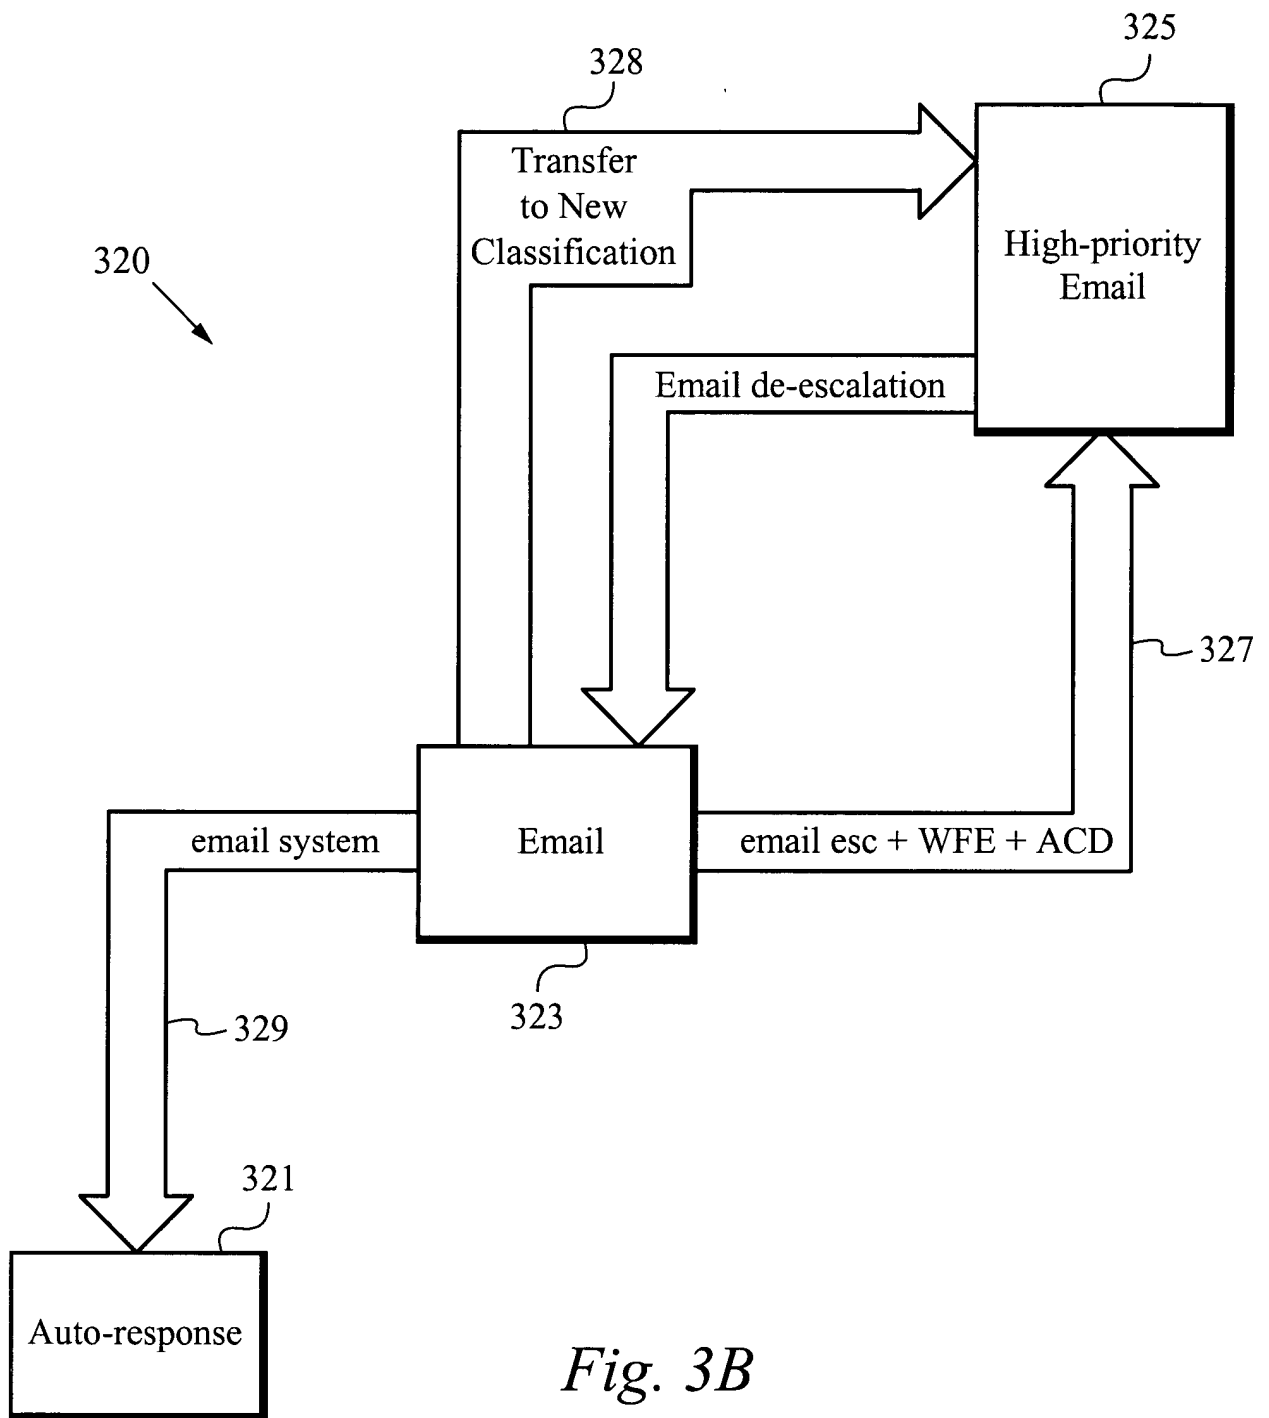 325
328
Transfer
to New
Classification
High-priority
Email
320
Email de-escalation
327
email system
Email
email esc + WFE + ACD
323
329
321
Auto-response
Fig. 3B